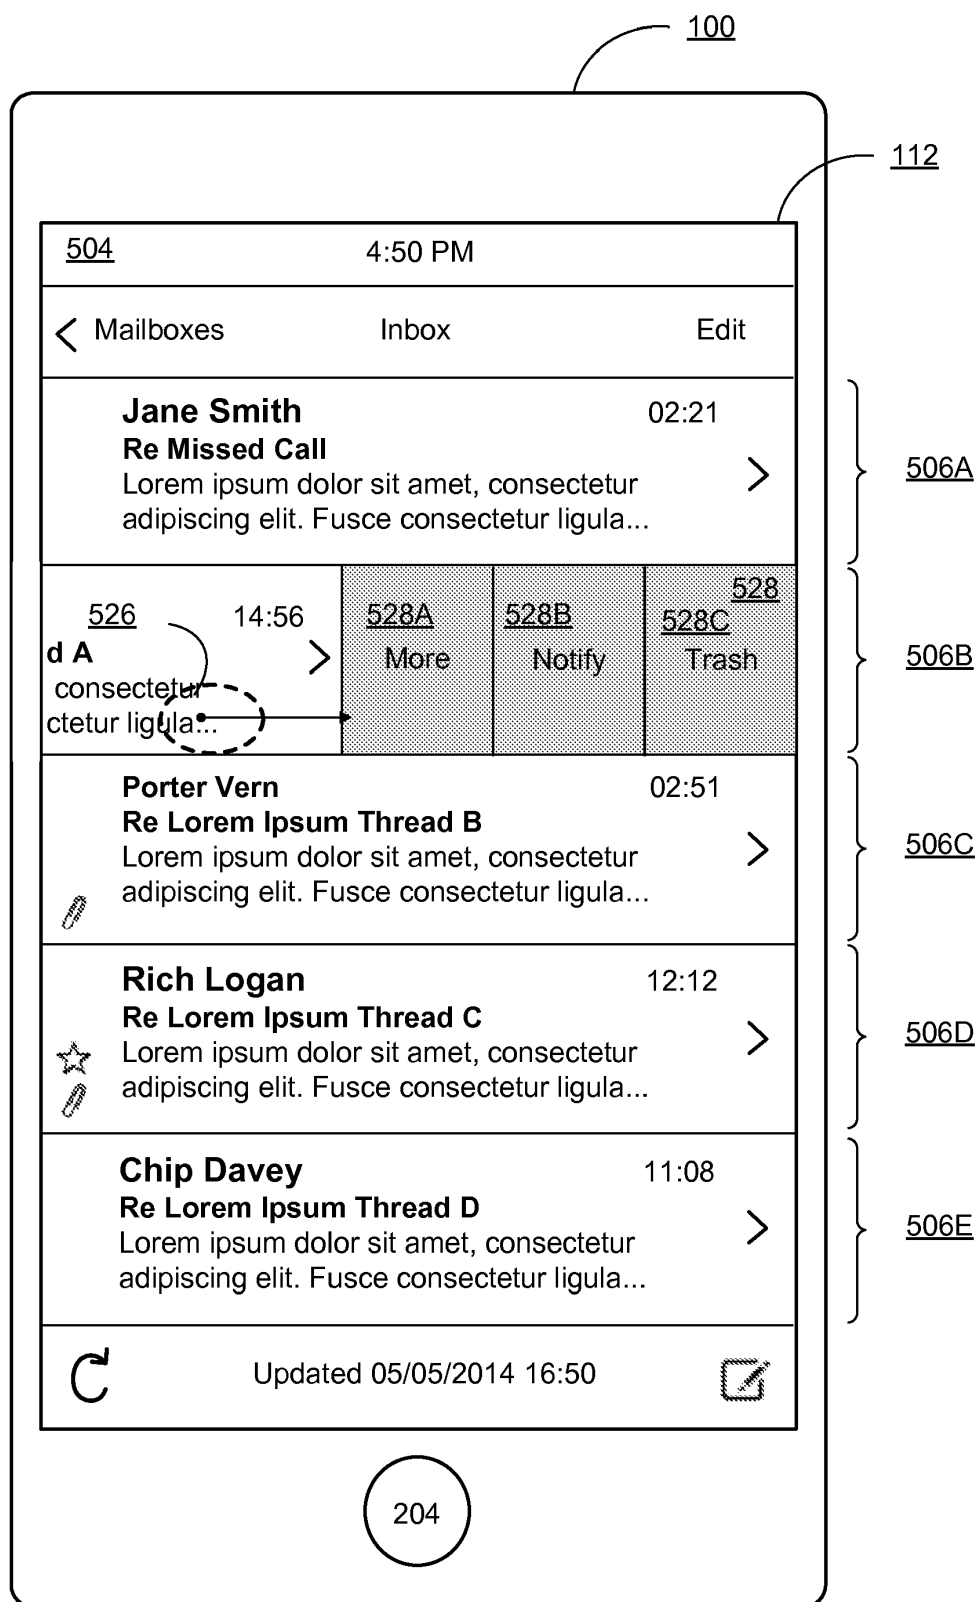 100
112
504
4:50 PM
Mailboxes Inbox Edit
Jane Smith 02:21
Re Missed Call
Lorem ipsum dolor sit amet, consectetur
adipiscing elit. Fusce consectetur ligula...
506A
526 14:56
d A
consectetur
ctetur ligula...
528
528A 528B 528C
More Notify Trash
506B
Porter Vern 02:51
Re Lorem Ipsum Thread B
Lorem ipsum dolor sit amet, consectetur
adipiscing elit. Fusce consectetur ligula...
506C
Rich Logan 12:12
Re Lorem Ipsum Thread C
Lorem ipsum dolor sit amet, consectetur
adipiscing elit. Fusce consectetur ligula...
506D
Chip Davey 11:08
Re Lorem Ipsum Thread D
Lorem ipsum dolor sit amet, consectetur
adipiscing elit. Fusce consectetur ligula...
506E
Updated 05/05/2014 16:50
204